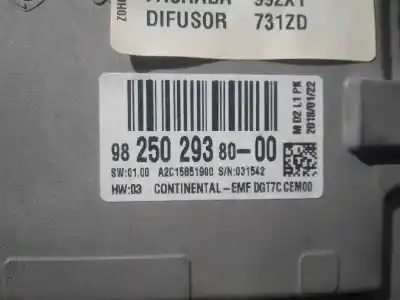 DIFUSOR 731ZD
98 250 293 80-00
SW:01.00 A2C15851900 S/N:031542
HW:03 CONTINENTAL-EMF DGT7C CEM00
M D2 L1 PK
2018/01/22